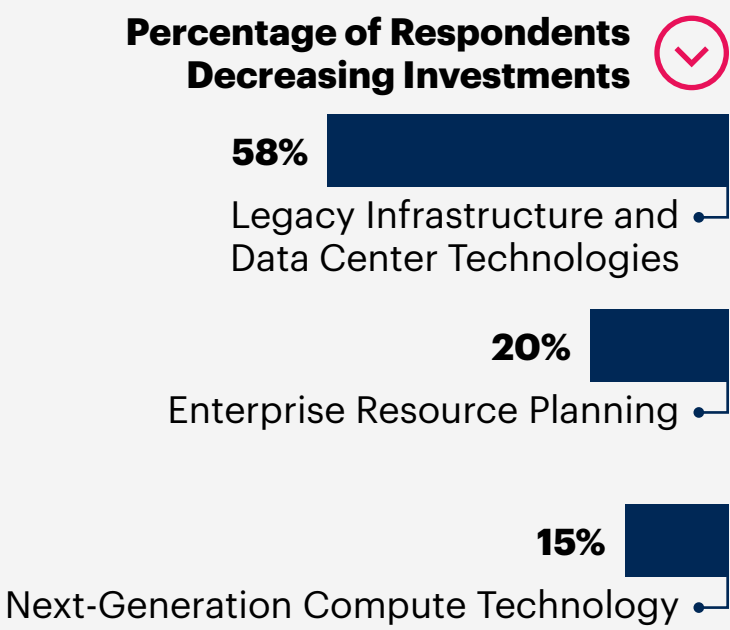 Percentage of Respondents
Decreasing Investments
58%
Legacy Infrastructure and
Data Center Technologies
20%
Enterprise Resource Planning
15%
Next-Generation Compute Technology